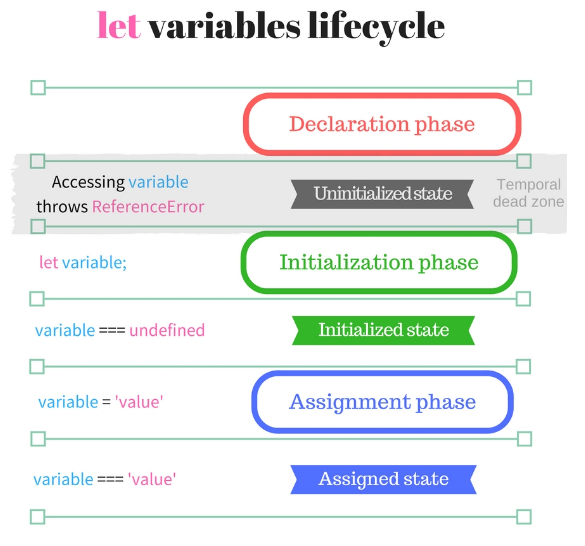 let variables lifecycle
Declaration phase
Accessing variable
throws ReferenceError
Uninitialized state
Temporal
dead zone
let variable;
Initialization phase
variable === undefined
Initialized state
variable = 'value'
Assignment phase
variable === 'value'
Assigned state